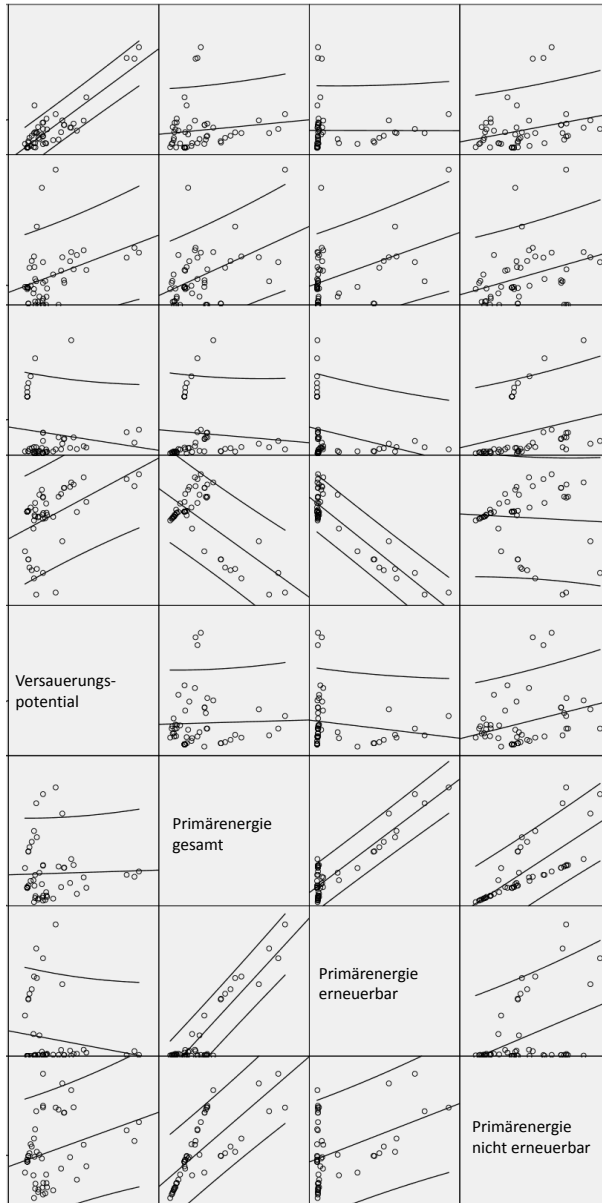 Versauerungs-
potential
Primärenergie
gesamt
Primärenergie
erneuerbar
Primärenergie
nicht erneuerbar